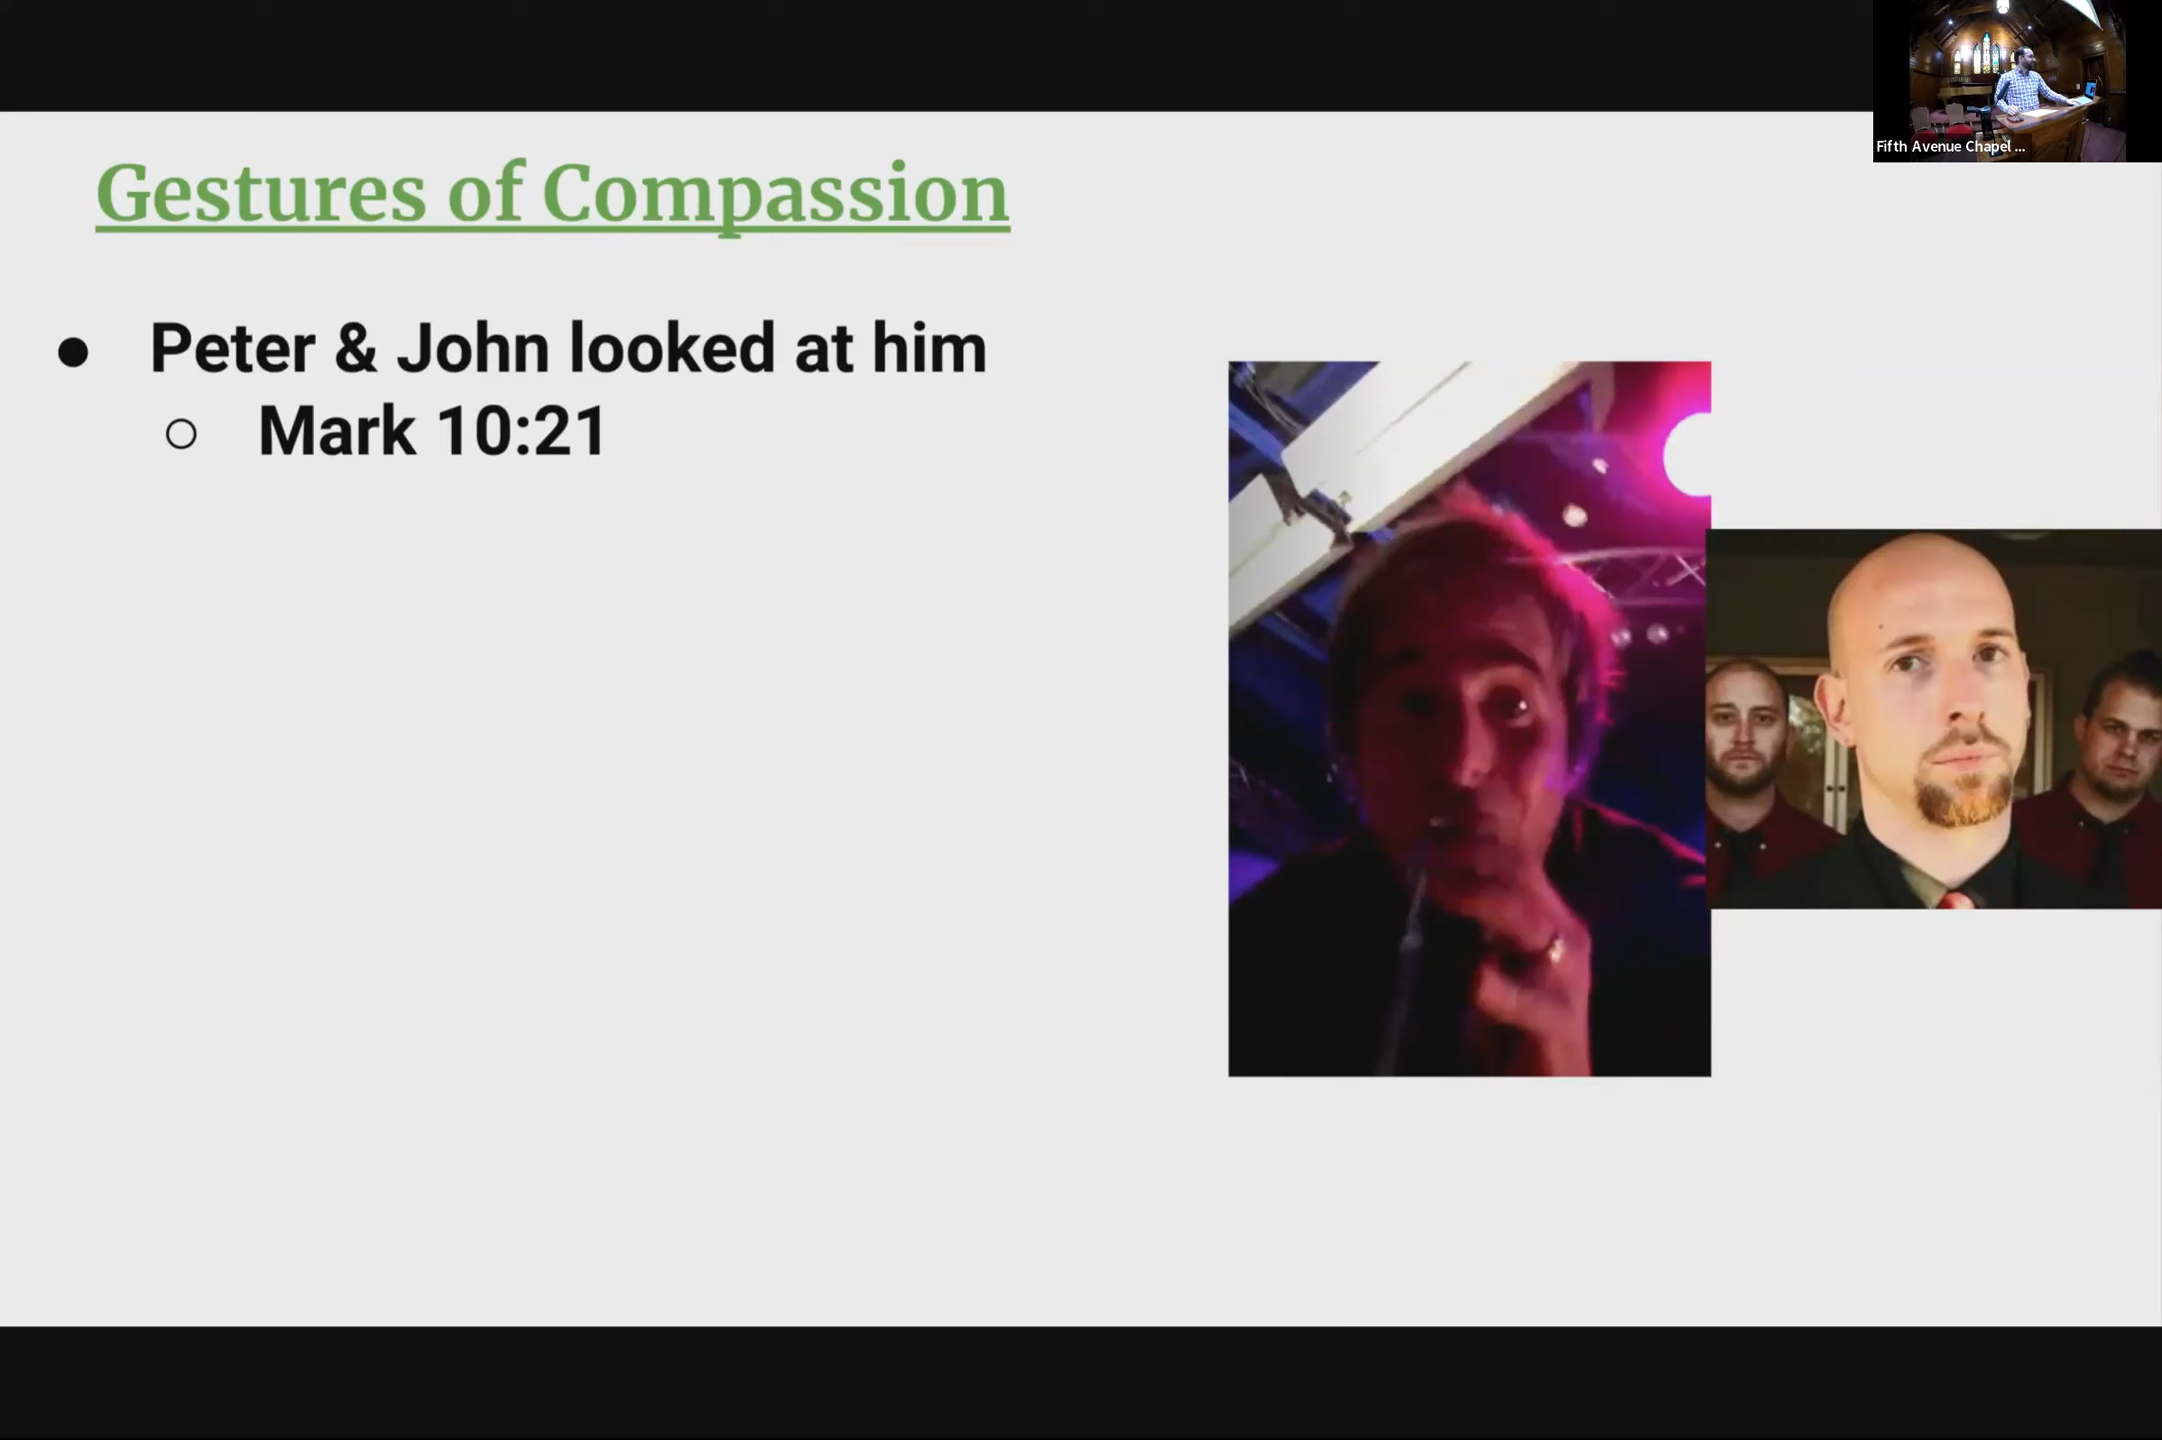 Fifth Avenue Chapel ...
Gestures of Compassion
● Peter & John looked at him
○ Mark 10:21